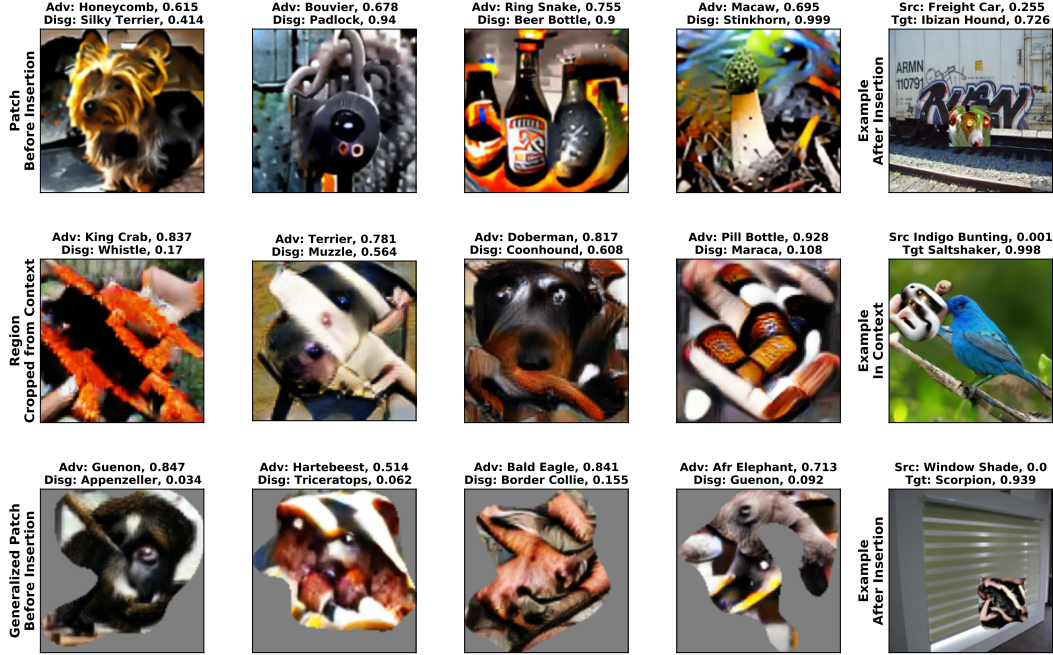 Adv: Honeycomb, 0.615
Disg: Silky Terrier, 0.414
Adv: Bouvier, 0.678
Disg: Padlock, 0.94
Adv: Ring Snake, 0.755
Disg: Beer Bottle, 0.9
Adv: Macaw, 0.695
Disg: Stinkhorn, 0.999
Src: Freight Car, 0.255
Tgt: Ibizan Hound, 0.726
Patch
Before Insertion
Example
After Insertion
ARMN
110791
Adv: King Crab, 0.837
Disg: Whistle, 0.17
Adv: Terrier, 0.781
Disg: Muzzle, 0.564
Adv: Doberman, 0.817
Disg: Coonhound, 0.608
Adv: Pill Bottle, 0.928
Disg: Maraca, 0.108
Src Indigo Bunting, 0.001
Tgt Saltshaker, 0.998
Region
Cropped from Context
Example
In Context
Adv: Guenon, 0.847
Disg: Appenzeller, 0.034
Adv: Hartebeest, 0.514
Disg: Triceratops, 0.062
Adv: Bald Eagle, 0.841
Disg: Border Collie, 0.155
Adv: Afr Elephant, 0.713
Disg: Guenon, 0.092
Src: Window Shade, 0.0
Tgt: Scorpion, 0.939
Generalized Patch
Before Insertion
Example
After Insertion